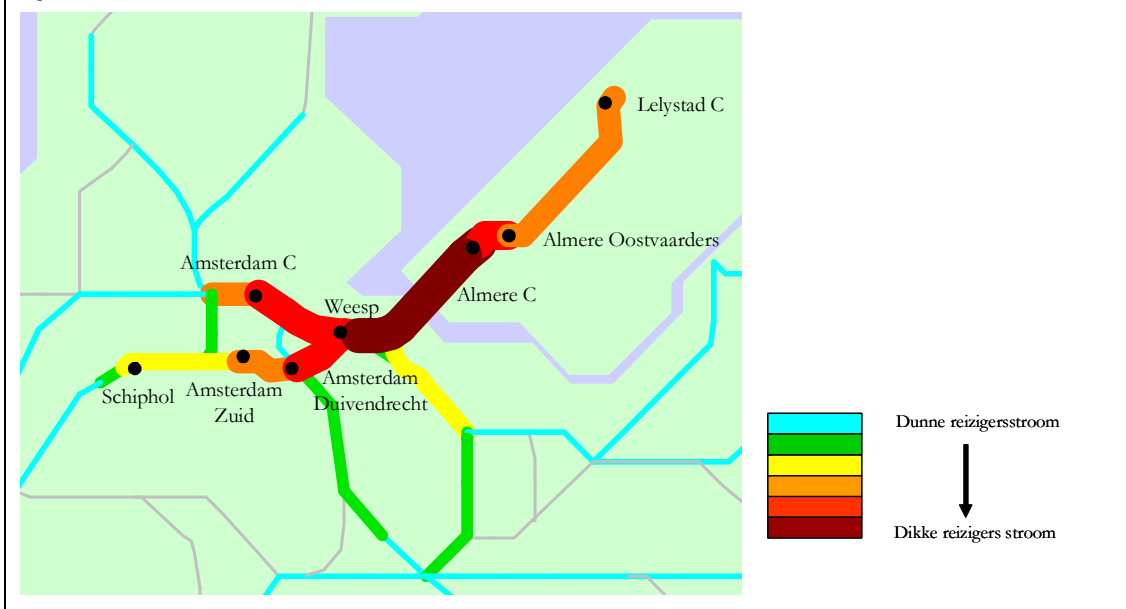 Lelystad C
Almere Oostvaarders
Amsterdam C
Almere C
Weesp
Schiphol
Amsterdam
Zuid
Amsterdam
Duivendrecht
Dunne reizigersstroom
Dikke reizigers stroom